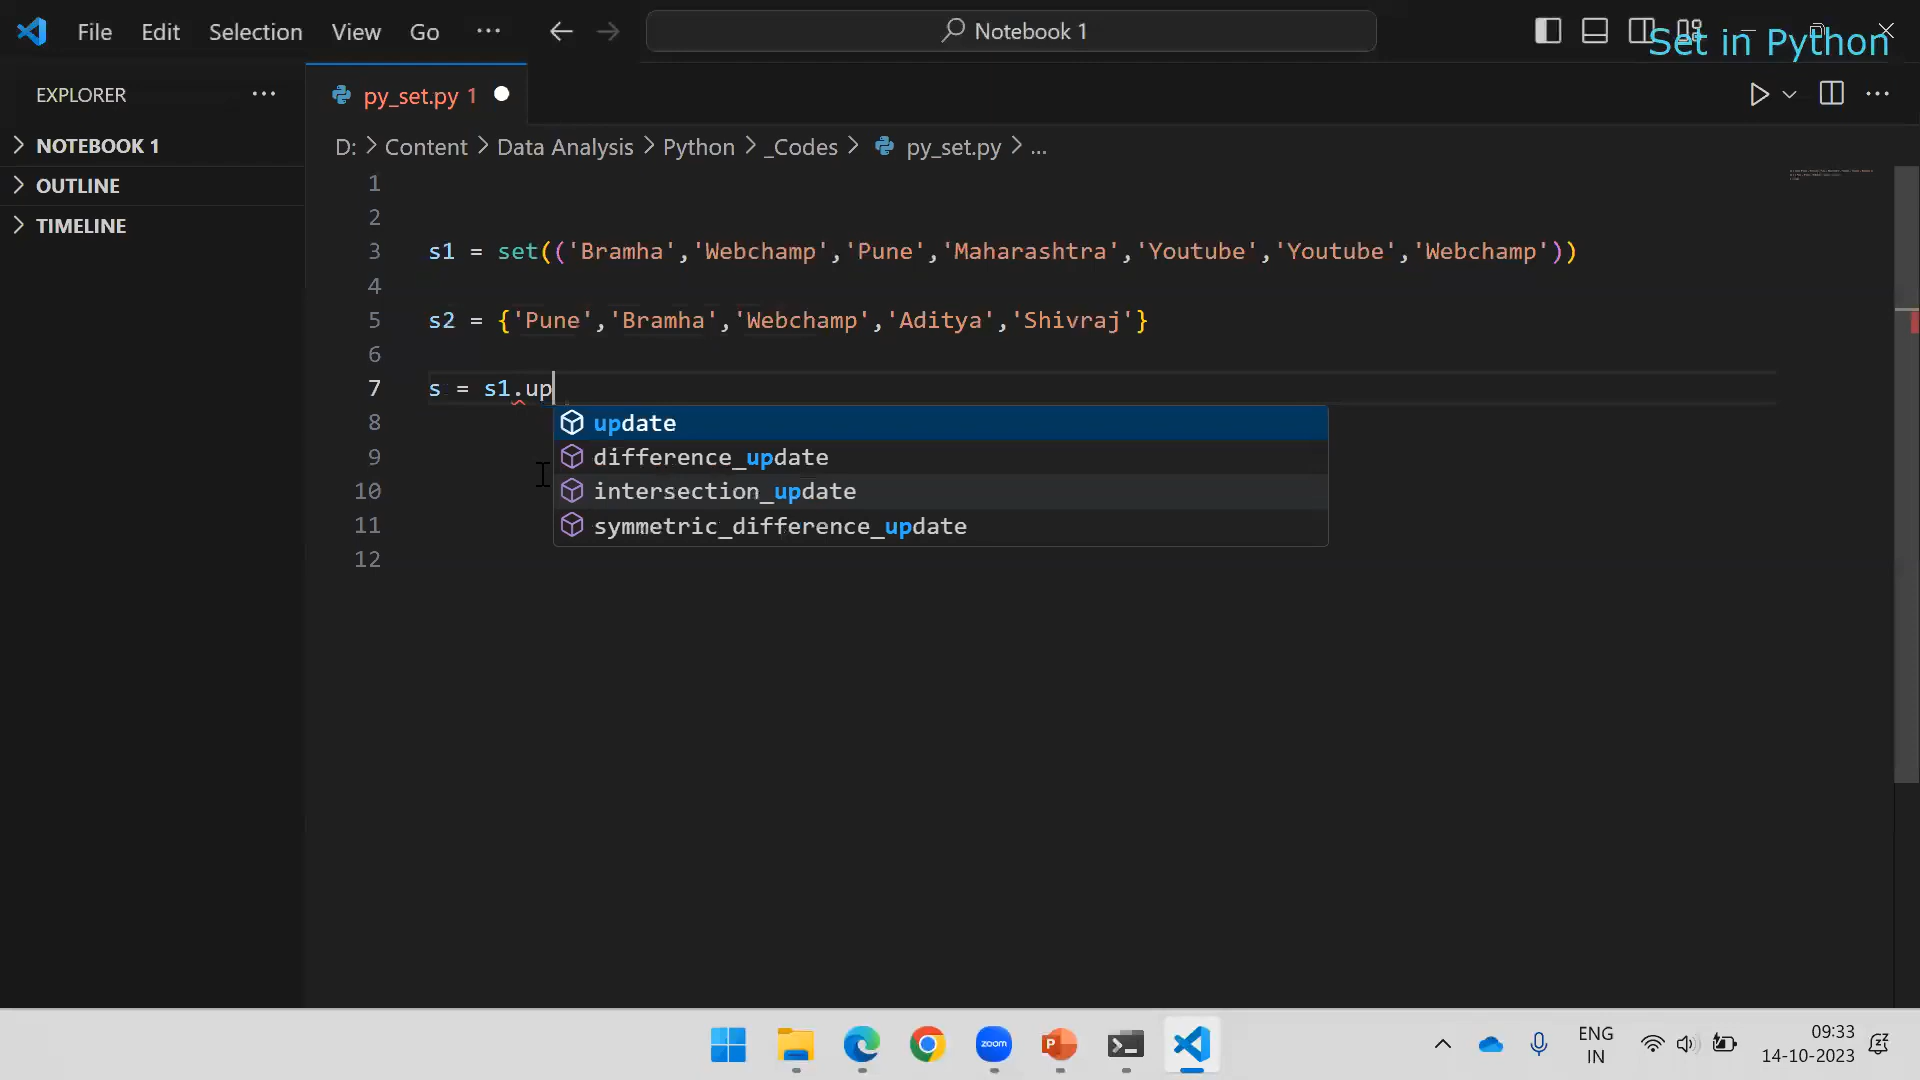 File Edit Selection View Go ··· Notebook 1
Set in Python
EXPLORER ···
py_set.py 1
NOTEBOOK 1
OUTLINE
TIMELINE
D: > Content > Data Analysis > Python > _Codes > py_set.py > ...
1
2
3 s1 = set(('Bramha','Webchamp','Pune','Maharashtra','Youtube','Youtube','Webchamp'))
4
5 s2 = {'Pune','Bramha','Webchamp','Aditya','Shivraj'}
6
7 s = s1.up
8 update
9 difference_update
10 intersection_update
11 symmetric_difference_update
12
zoom
P
ENG
IN
09:33
14-10-2023